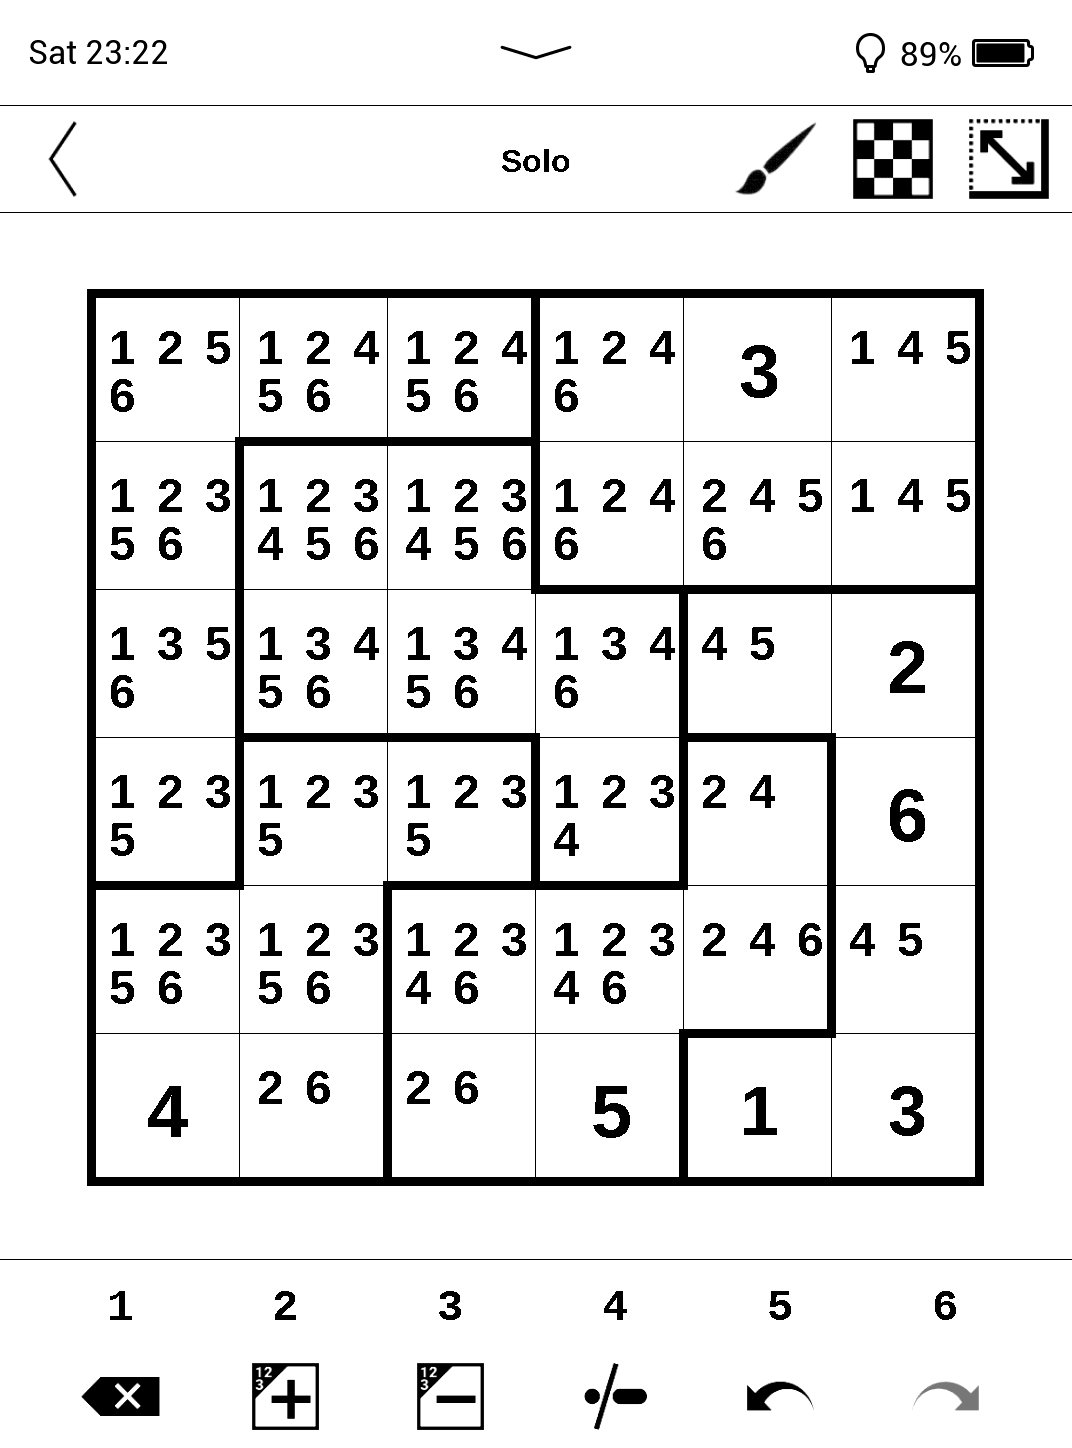 Sat 23:22 89%
Solo
1 2 5 1 2 4 1 2 4 1 2 4 3 1 4 5
6 5 6 5 6 6
1 2 3 1 2 3 1 2 3 1 2 4 2 4 5 1 4 5
5 6 4 5 6 4 5 6 6 6
1 3 5 1 3 4 1 3 4 1 3 4 4 5 2
6 5 6 5 6 6
1 2 3 1 2 3 1 2 3 1 2 3 2 4 6
5 5 5 4
1 2 3 1 2 3 1 2 3 1 2 3 2 4 6 4 5
5 6 5 6 4 6 4 6
4 2 6 2 6 5 1 3
1 2 3 4 5 6
12 12
3 3